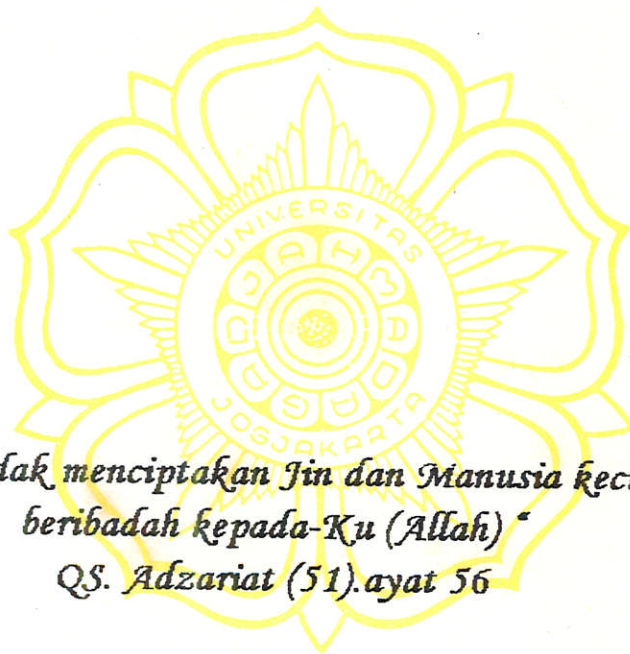 UNIVERSITAS
GADJAH MADA
JOGJAKARTA
dak menciptakan Jin dan Manusia kec
beribadah kepada-Ku (Allah) “
QS. Adzariat (51).ayat 56